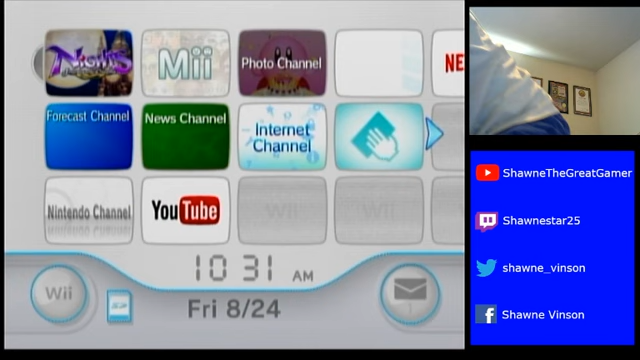 NiGHTS
Mii
Photo Channel
NE
Forecast Channel
News Channel
Internet
Channel
Nintendo Channel
YouTube
Wii
Wii
10 31 AM
Wii
SD
Fri 8/24
1
ShawneTheGreatGamer
Shawnestar25
shawne_vinson
Shawne Vinson